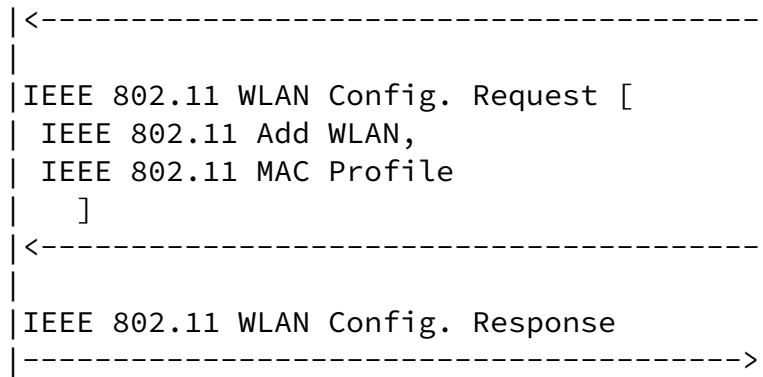 |<----------------------------------------
|
|IEEE 802.11 WLAN Config. Request [
| IEEE 802.11 Add WLAN,
| IEEE 802.11 MAC Profile
|   ]
|<----------------------------------------
|
|IEEE 802.11 WLAN Config. Response
|---------------------------------------->